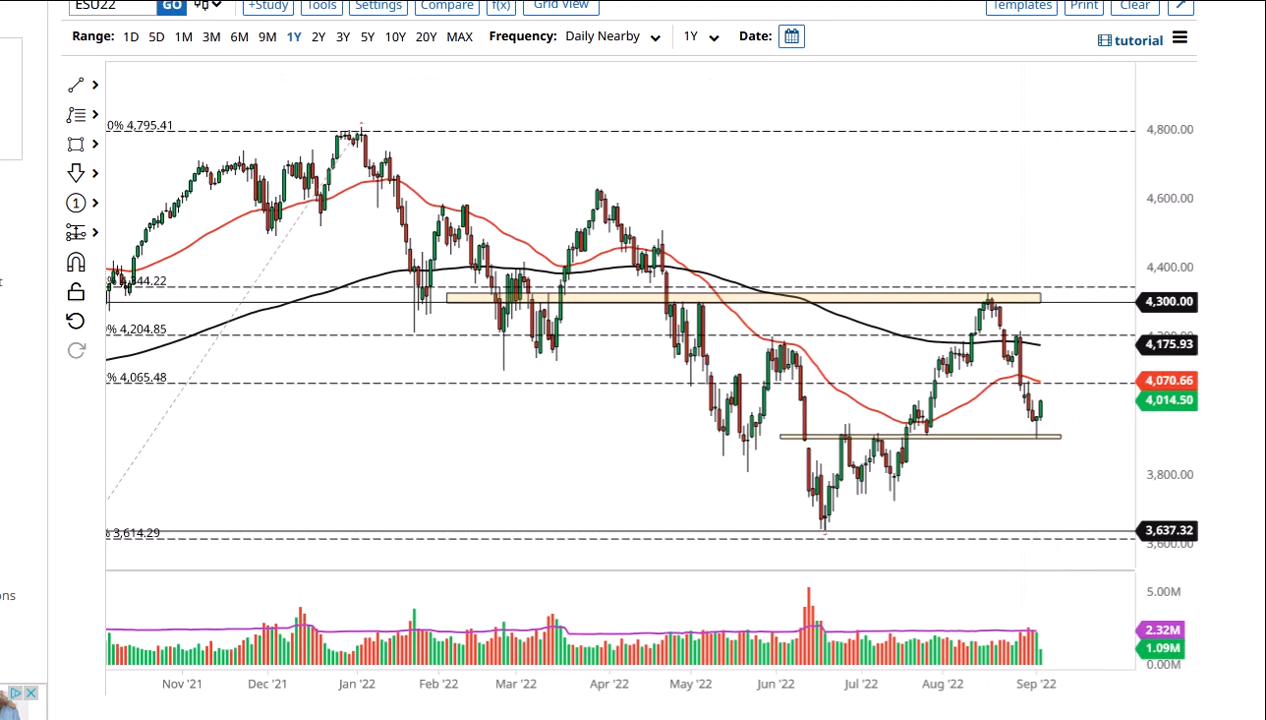 ESU22 GO +Study Tools Settings Compare f(x) Grid View Templates Print Clear
Range: 1D 5D 1M 3M 6M 9M 1Y 2Y 3Y 5Y 10Y 20Y MAX Frequency: Daily Nearby 1Y Date: tutorial
0% 4,795.41
4,800.00
4,600.00
4,400.00
% 4,344.22
4,300.00
% 4,204.85
4,175.93
% 4,065.48
4,070.66
4,014.50
3,800.00
% 3,614.29
3,637.32
3,600.00
1
5.00M
2.32M
1.09M
0.00M
Nov '21 Dec '21 Jan '22 Feb '22 Mar '22 Apr '22 May '22 Jun '22 Jul '22 Aug '22 Sep '22
ons
t